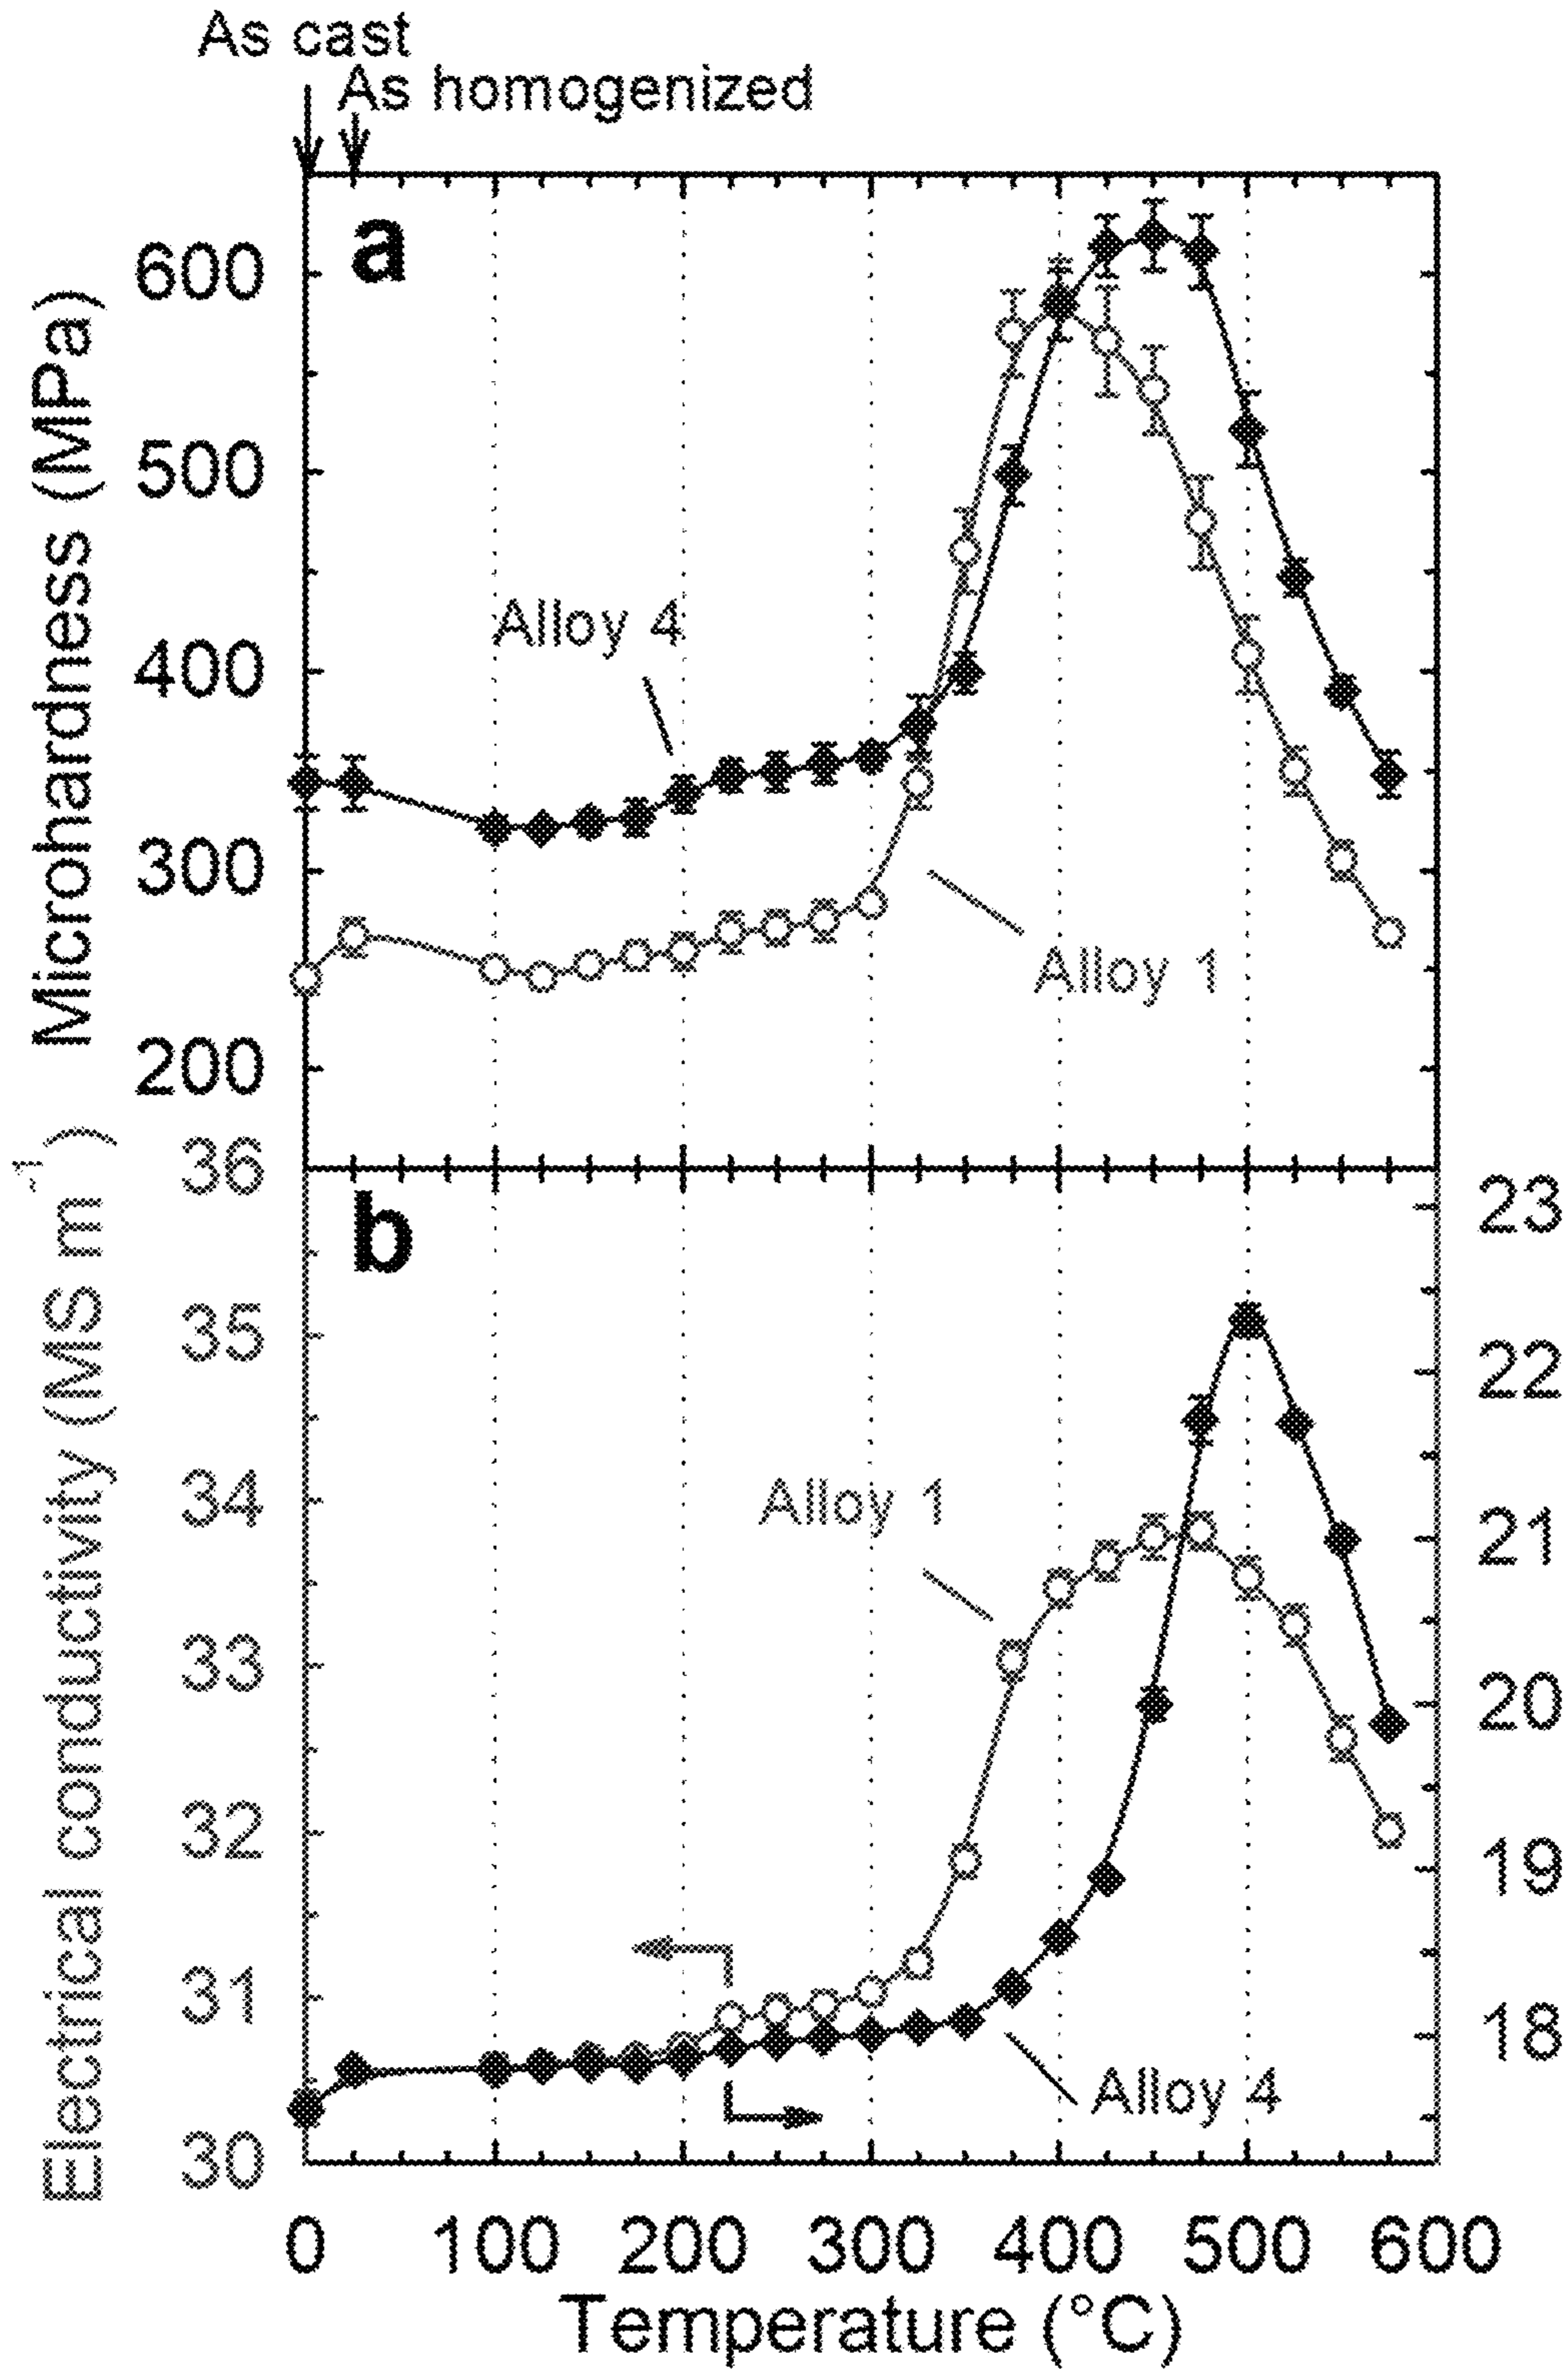 As cast
As homogenized
a
600
500
400
300
200
Microhardness (MPa)
Alloy 4
Alloy 1
b
36
35
34
33
32
31
30
Electrical conductivity (MS m⁻¹)
23
22
21
20
19
18
Alloy 1
Alloy 4
0 100 200 300 400 500 600
Temperature (°C)